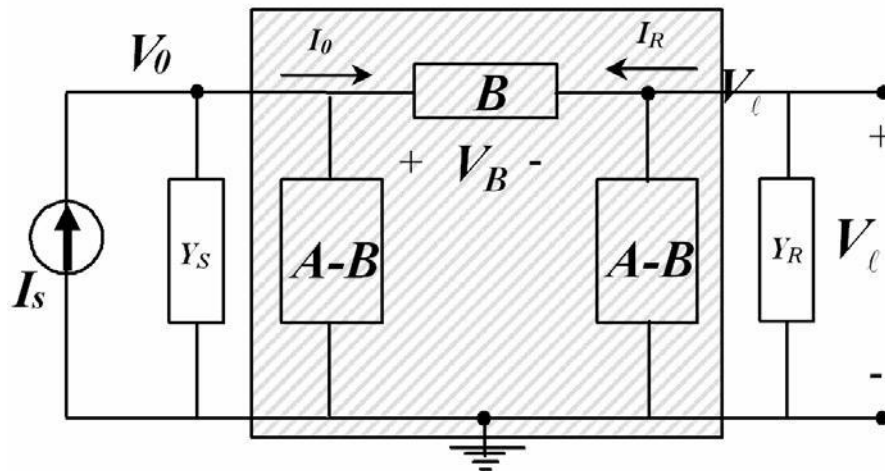 V0
I0
IR
B
Vℓ
+ VB -
+
Is
YS
A-B
A-B
YR
Vℓ
-